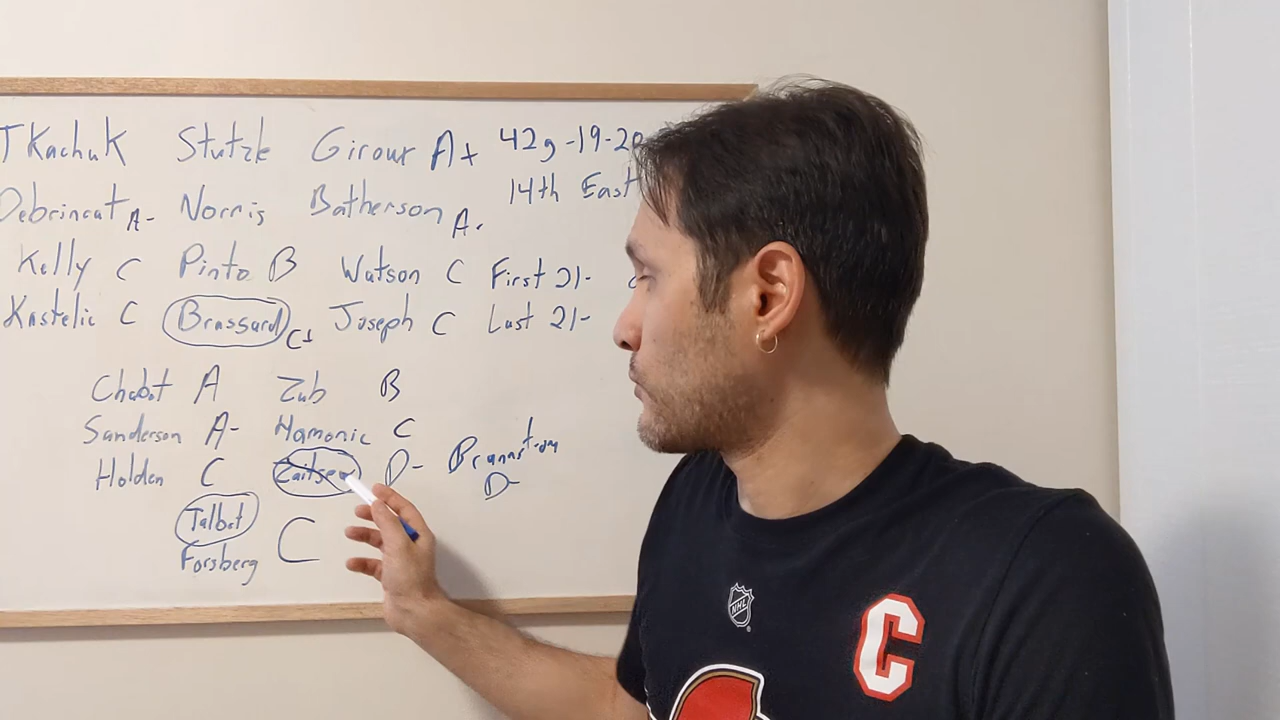 TKachuK Stutzle Giroux A+ 42g -19-20
Debrincat A- Norris Batherson A-
14th East
Kelly C Pinto B Watson C First 21-
Kastelic C Brassard C+ Joseph C Last 21-
Chabot A Zub B
Sanderson A- Hamonic C
Holden C Zaitsev D- Brannstrom D-
Talbot
Forsberg C
NHL
C